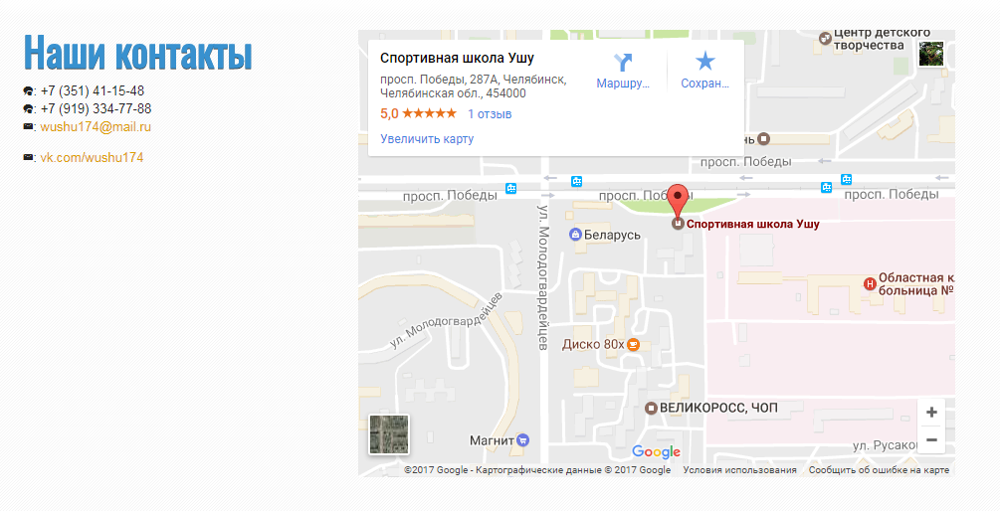 Наши контакты
: +7 (351) 41-15-48
: +7 (919) 334-77-88
: wushu174@mail.ru
: vk.com/wushu174
Спортивная школа Ушу
просп. Победы, 287А, Челябинск,
Челябинская обл., 454000
5,0 ★★★★★ 1 отзыв
Увеличить карту
Маршру...
Сохран...
Центр детского
творчества
нь
просп. Победы
просп. Победы
просп. Победы
просп. Победы
Спортивная школа Ушу
Беларусь
ул. Молодогвардейцев
ул. Молодогвардейцев
Областная к
больница №
Диско 80х
ВЕЛИКОРОСС, ЧОП
Магнит
ул. Русако
Google
©2017 Google - Картографические данные © 2017 Google Условия использования Сообщить об ошибке на карте